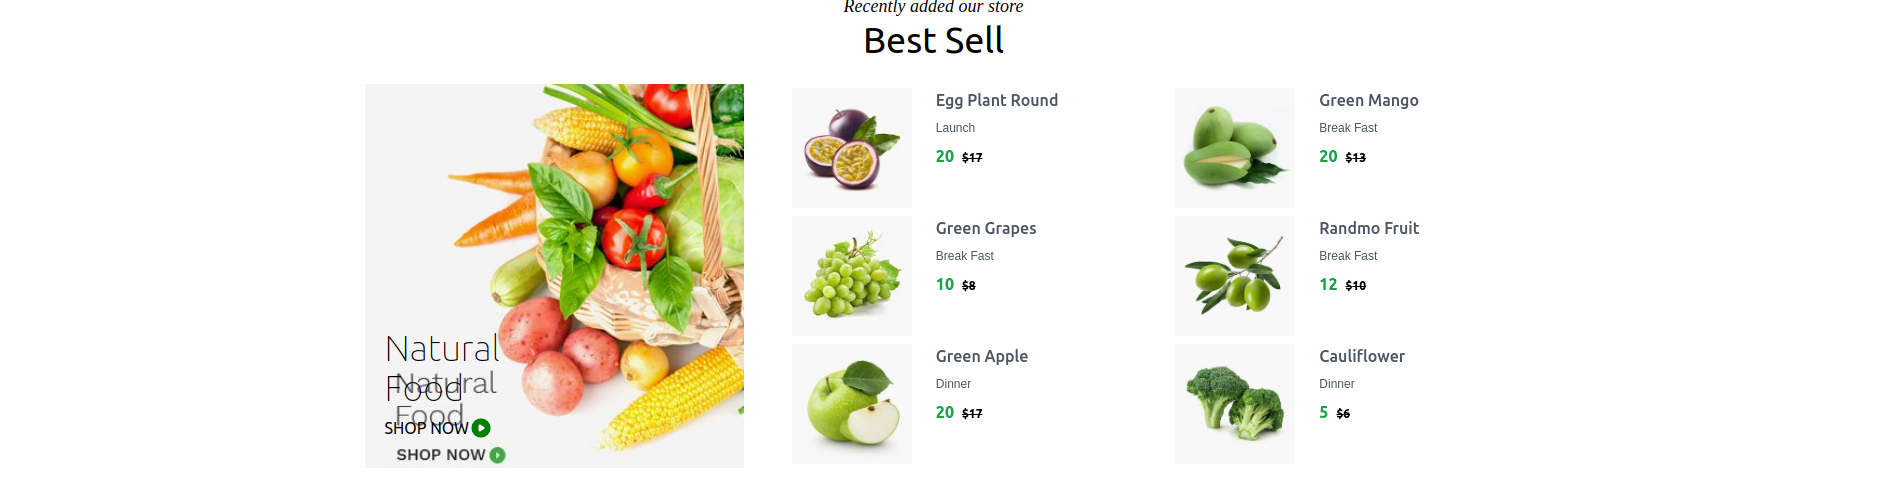 Recently added our store
Best Sell
Natural
Food
SHOP NOW
Natural
Food
SHOP NOW
Egg Plant Round
Launch
20 $17
Green Mango
Break Fast
20 $13
Green Grapes
Break Fast
10 $8
Randmo Fruit
Break Fast
12 $10
Green Apple
Dinner
20 $17
Cauliflower
Dinner
5 $6